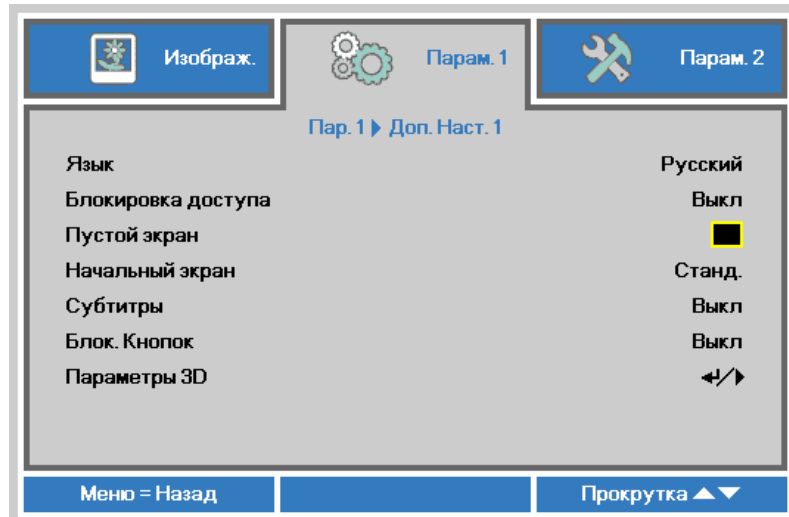 Изображ.
Парам. 1
Парам. 2
Пар. 1 ▶ Доп. Наст. 1
Язык Русский
Блокировка доступа Выкл
Пустой экран
Начальный экран Станд.
Субтитры Выкл
Блок. Кнопок Выкл
Параметры 3D ↵/▶
Меню = Назад
Прокрутка ▲▼